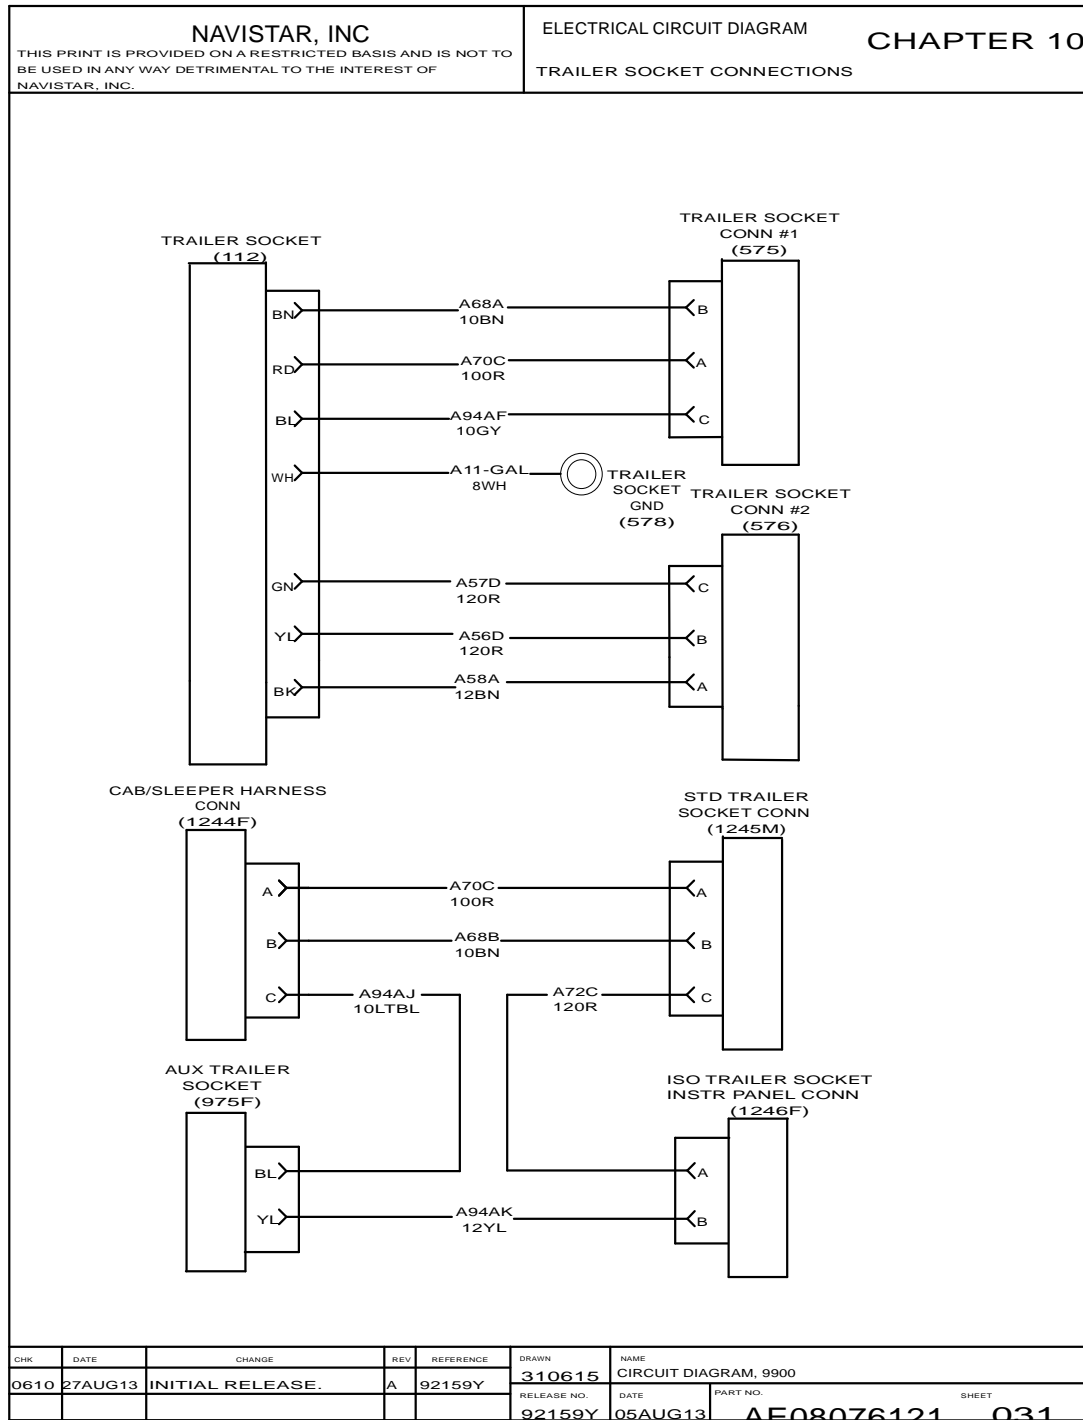 NAVISTAR, INC
THIS PRINT IS PROVIDED ON A RESTRICTED BASIS AND IS NOT TO
BE USED IN ANY WAY DETRIMENTAL TO THE INTEREST OF
NAVISTAR, INC.
ELECTRICAL CIRCUIT DIAGRAM
TRAILER SOCKET CONNECTIONS
CHAPTER 10
TRAILER SOCKET
(112)
TRAILER SOCKET
CONN #1
(575)
BN
A68A
10BN
B
RD
A70C
100R
A
BL
A94AF
10GY
C
WH
A11-GAL
8WH
TRAILER
SOCKET
GND
(578)
TRAILER SOCKET
CONN #2
(576)
GN
A57D
120R
C
YL
A56D
120R
B
BK
A58A
12BN
A
CAB/SLEEPER HARNESS
CONN
(1244F)
STD TRAILER
SOCKET CONN
(1245M)
A
A70C
100R
A
B
A68B
10BN
B
C
A94AJ
10LTBL
A72C
120R
C
AUX TRAILER
SOCKET
(975F)
ISO TRAILER SOCKET
INSTR PANEL CONN
(1246F)
BL
A
YL
A94AK
12YL
B
CHK DATE CHANGE REV REFERENCE
0610 27AUG13 INITIAL RELEASE. A 92159Y
DRAWN
310615
NAME
CIRCUIT DIAGRAM, 9900
RELEASE NO.
92159Y
DATE
05AUG13
PART NO.
AE08076121
SHEET
031